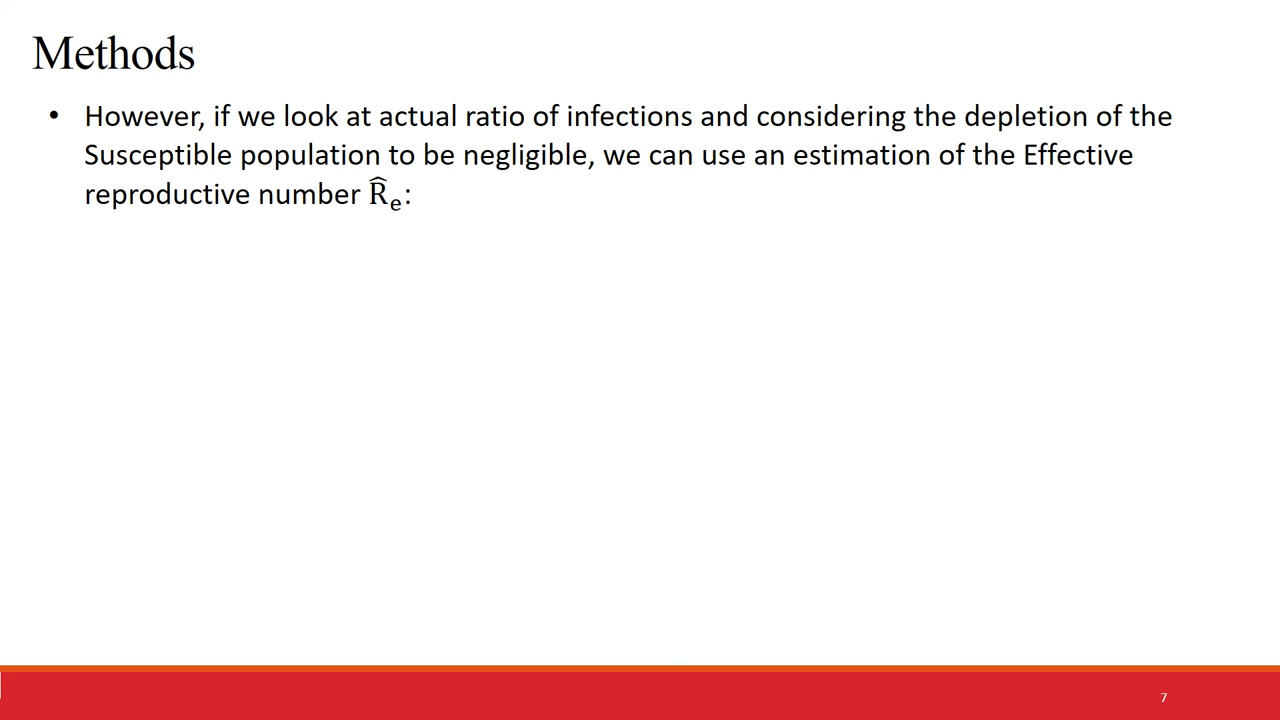 Methods
• However, if we look at actual ratio of infections and considering the depletion of the
Susceptible population to be negligible, we can use an estimation of the Effective
reproductive number R̂ₑ:
7